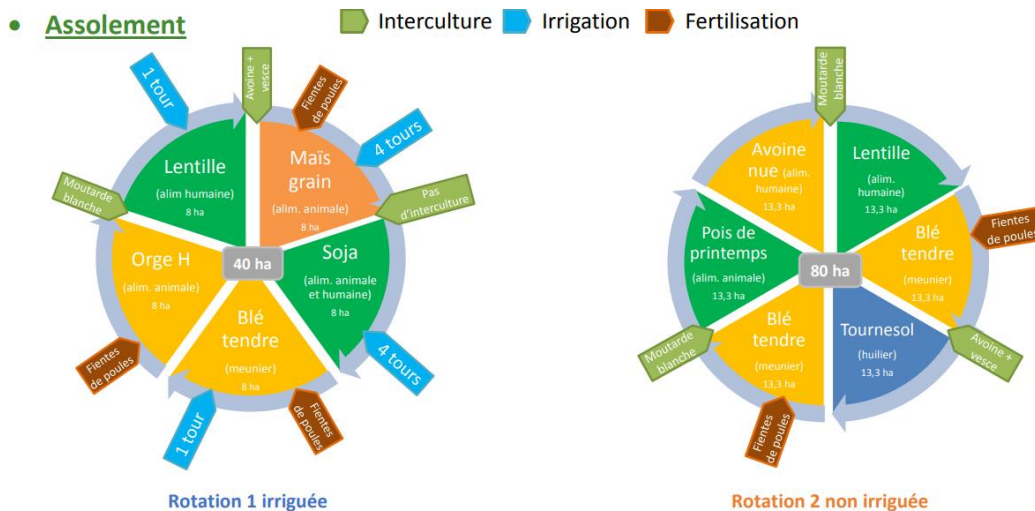 • Assolement
Interculture
Irrigation
Fertilisation
Avoine +
vesce
Fientes
de poules
Maïs
grain
(alim. animale)
8 ha
4 tours
Pas
d'interculture
Soja
(alim. animale
et humaine)
8 ha
4 tours
Fientes
de poules
Blé
tendre
(meunier)
8 ha
1 tour
Fientes
de poules
Orge H
(alim. animale)
8 ha
Moutarde
blanche
Lentille
(alim humaine)
8 ha
1 tour
40 ha
Rotation 1 irriguée
Moutarde
blanche
Lentille
(alim.
humaine)
13,3 ha
Fientes
de poules
Blé
tendre
(meunier)
13,3 ha
Avoine +
vesce
Tournesol
(huilier)
13,3 ha
Fientes
de poules
Blé
tendre
(meunier)
13,3 ha
Moutarde
blanche
Pois de
printemps
(alim. animale)
13,3 ha
Avoine
nue (alim.
humaine)
13,3 ha
80 ha
Rotation 2 non irriguée